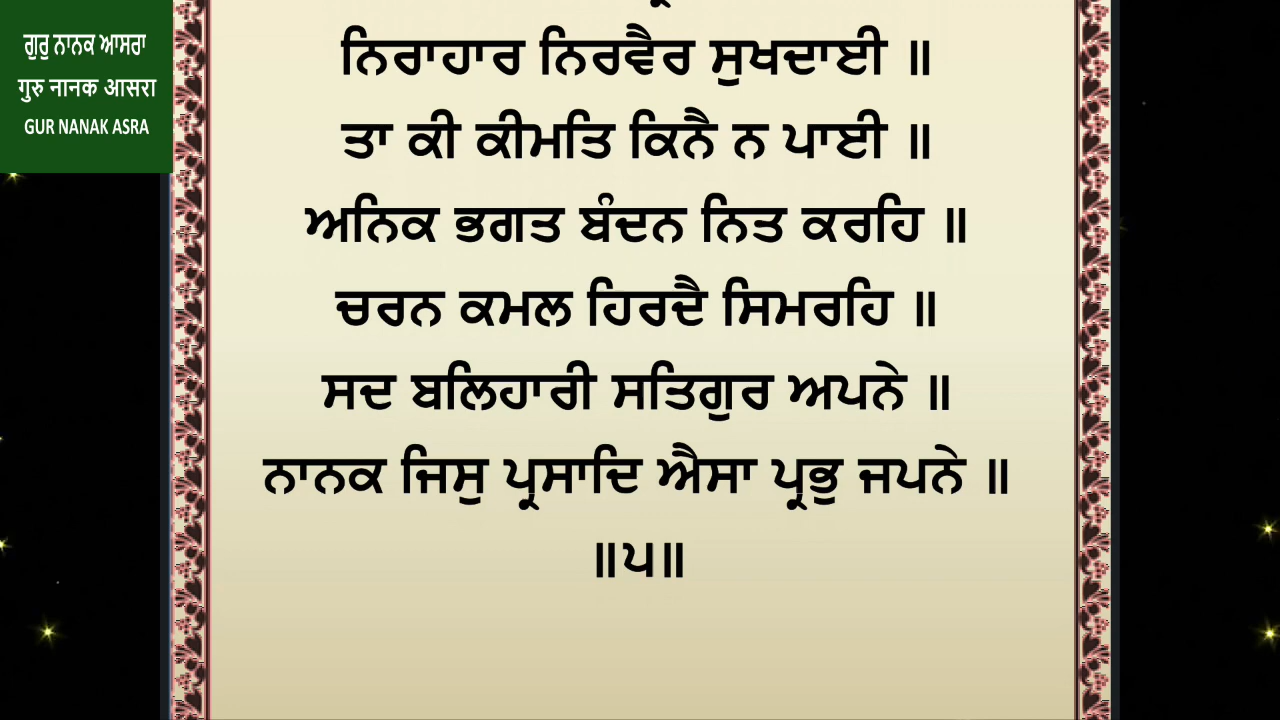 ਗੁਰੁ ਨਾਨਕ ਆਸਰਾ
गुरु नानक आसरा
GUR NANAK ASRA
ਨਿਰਾਹਾਰ ਨਿਰਵੈਰ ਸੁਖਦਾਈ ॥
ਤਾ ਕੀ ਕੀਮਤਿ ਕਿਨੈ ਨ ਪਾਈ ॥
ਅਨਿਕ ਭਗਤ ਬੰਦਨ ਨਿਤ ਕਰਹਿ ॥
ਚਰਨ ਕਮਲ ਹਿਰਦੈ ਸਿਮਰਹਿ ॥
ਸਦ ਬਲਿਹਾਰੀ ਸਤਿਗੁਰ ਅਪਨੇ ॥
ਨਾਨਕ ਜਿਸੁ ਪ੍ਰਸਾਦਿ ਐਸਾ ਪ੍ਰਭੁ ਜਪਨੇ ॥
॥੫॥